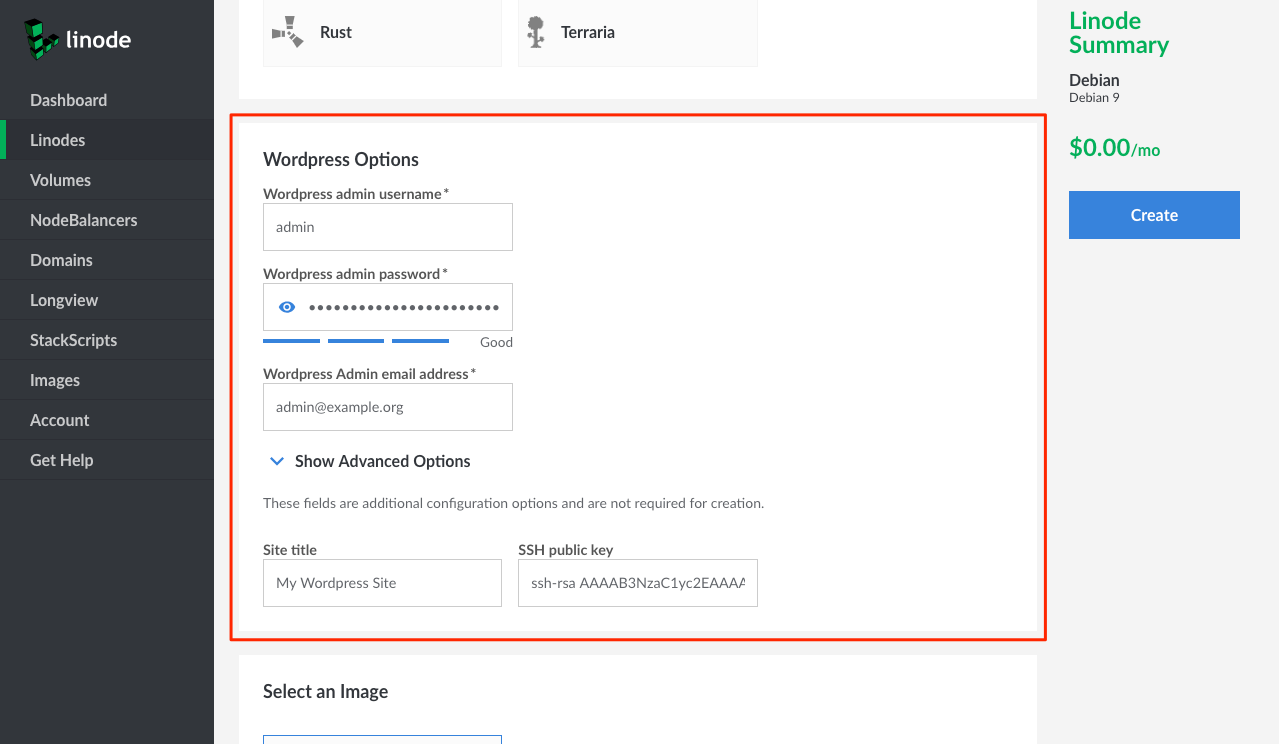 linode
Dashboard
Linodes
Volumes
NodeBalancers
Domains
Longview
StackScripts
Images
Account
Get Help
Rust
Terraria
Wordpress Options
Wordpress admin username*
admin
Wordpress admin password*
••••••••••••••••••••••••
Good
Wordpress Admin email address*
admin@example.org
Show Advanced Options
These fields are additional configuration options and are not required for creation.
Site title
SSH public key
My Wordpress Site
ssh-rsa AAAAB3NzaC1yc2EAAAA
Select an Image
Linode
Summary
Debian
Debian 9
$0.00/mo
Create